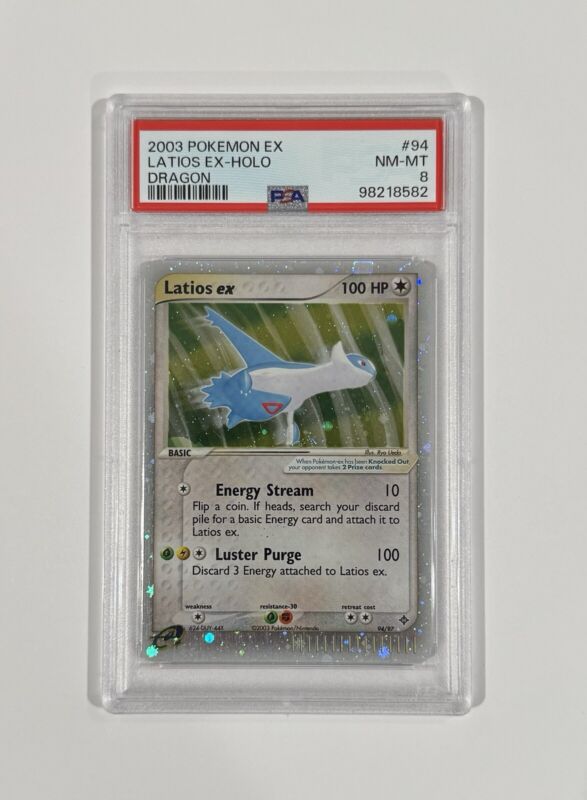 2003 POKEMON EX #94
LATIOS EX-HOLO NM-MT
DRAGON 8
PSA 98218582
Latios ex 100 HP
BASIC Illus. Ryo Ueda
When Pokémon-ex has been Knocked Out,
your opponent takes 2 Prize cards.
Energy Stream 10
Flip a coin. If heads, search your discard
pile for a basic Energy card and attach it to
Latios ex.
Luster Purge 100
Discard 3 Energy attached to Latios ex.
weakness resistance-30 retreat cost
©2003 Pokémon/Nintendo 94/97
e